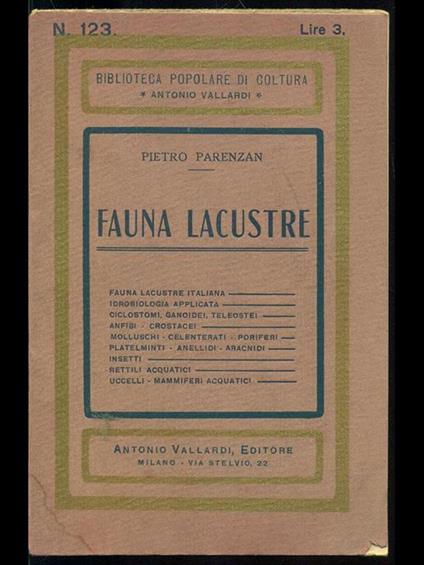 N. 123.
Lire 3.
BIBLIOTECA POPOLARE DI COLTURA
* ANTONIO VALLARDI *
PIETRO PARENZAN
FAUNA LACUSTRE
FAUNA LACUSTRE ITALIANA
IDROBIOLOGIA APPLICATA
CICLOSTOMI, GANOIDEI, TELEOSTEI
ANFIBI - CROSTACEI
MOLLUSCHI - CELENTERATI - PORIFERI
PLATELMINTI - ANELLIDI - ARACNIDI
INSETTI
RETTILI ACQUATICI
UCCELLI - MAMMIFERI ACQUATICI
ANTONIO VALLARDI, EDITORE
MILANO - VIA STELVIO, 22